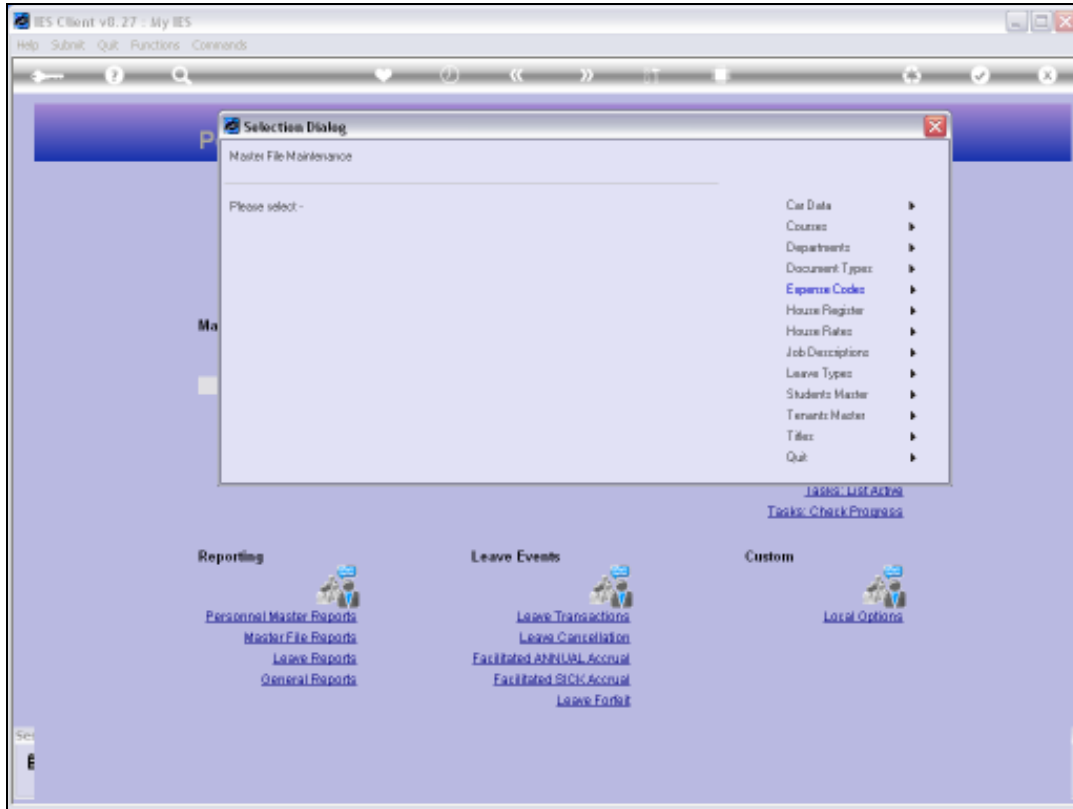 IES Client v8.27 : My IES
Help Submit Quit Functions Commands
Selection Dialog
Master File Maintenance
Please select -
Car Data
Courses
Departments
Document Types
Expense Codes
House Register
House Rates
Job Descriptions
Leave Types
Students Master
Tenants Master
Titles
Quit
Ma
Tasks: List Active
Tasks: Check Progress
Reporting
Personnel Master Reports
Master File Reports
Leave Reports
General Reports
Leave Events
Leave Transactions
Leave Cancellation
Facilitated ANNUAL Accrual
Facilitated SICK Accrual
Leave Forfeit
Custom
Local Options